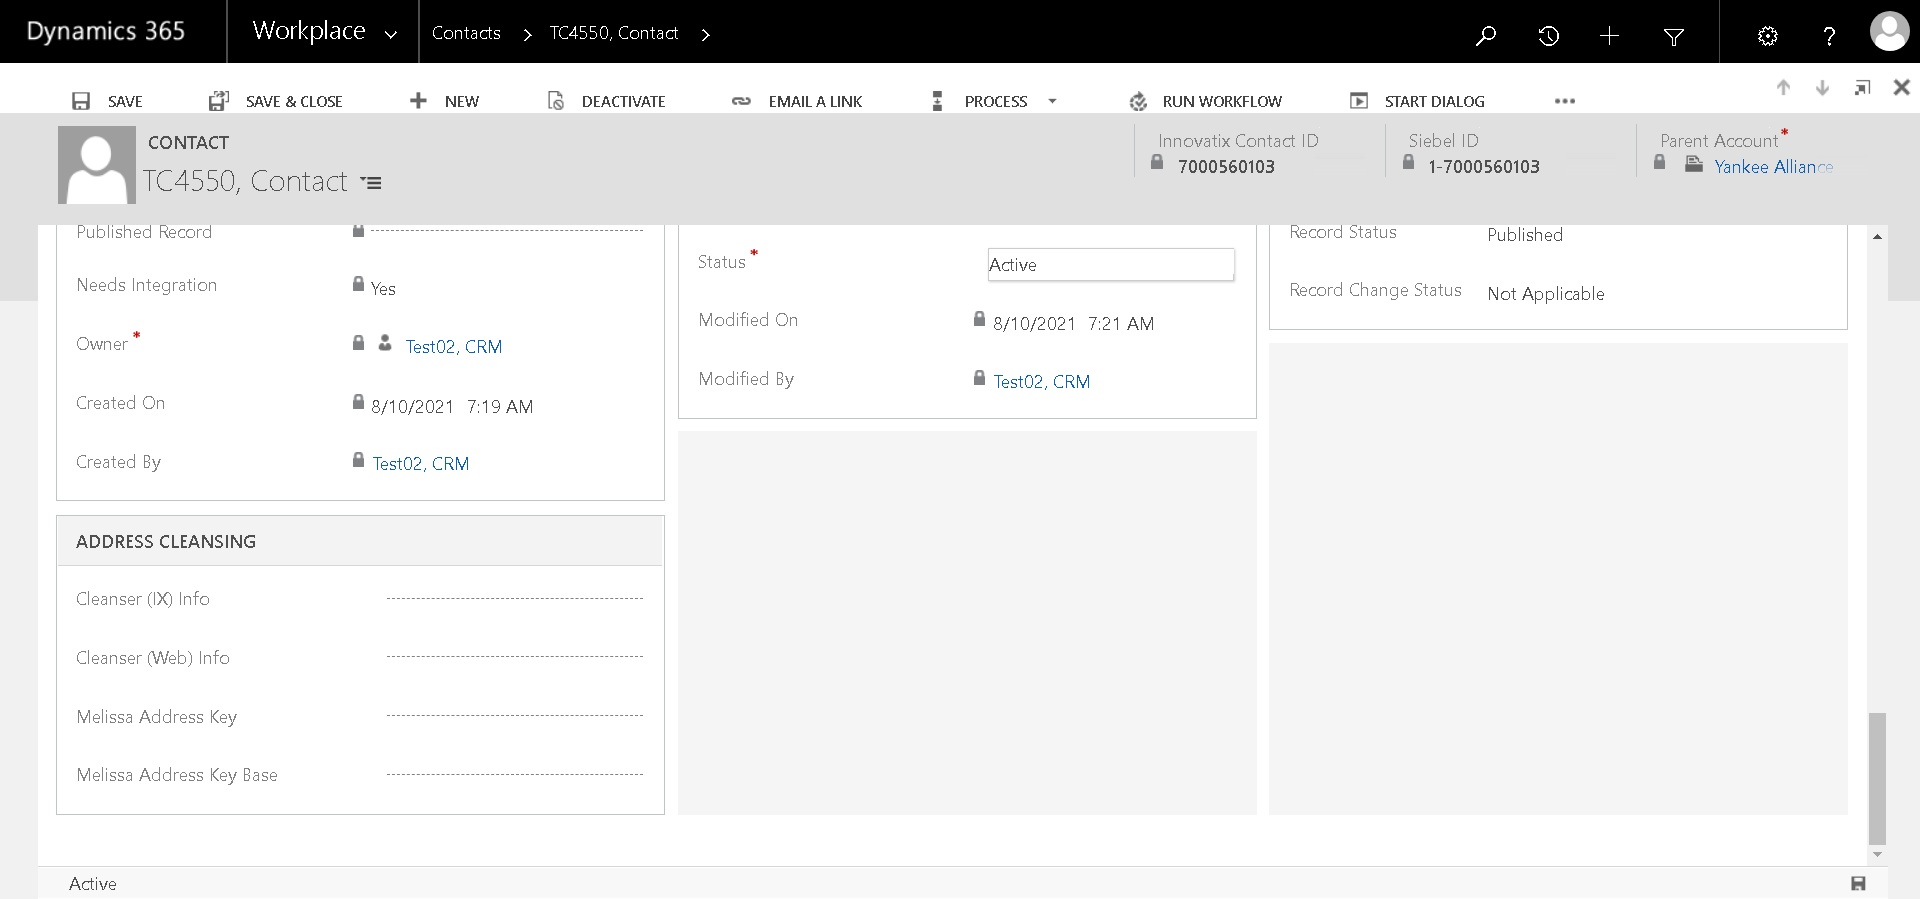 Dynamics 365
Workplace
Contacts
TC4550, Contact
?
SAVE
SAVE & CLOSE
NEW
DEACTIVATE
EMAIL A LINK
PROCESS
RUN WORKFLOW
START DIALOG
CONTACT
TC4550, Contact
Innovatix Contact ID
7000560103
Siebel ID
1-7000560103
Parent Account*
Yankee Alliance
Published Record
Needs Integration
Yes
Owner *
Test02, CRM
Created On
8/10/2021 7:19 AM
Created By
Test02, CRM
ADDRESS CLEANSING
Cleanser (IX) Info
Cleanser (Web) Info
Melissa Address Key
Melissa Address Key Base
Status *
Active
Modified On
8/10/2021 7:21 AM
Modified By
Test02, CRM
Record Status
Published
Record Change Status
Not Applicable
Active